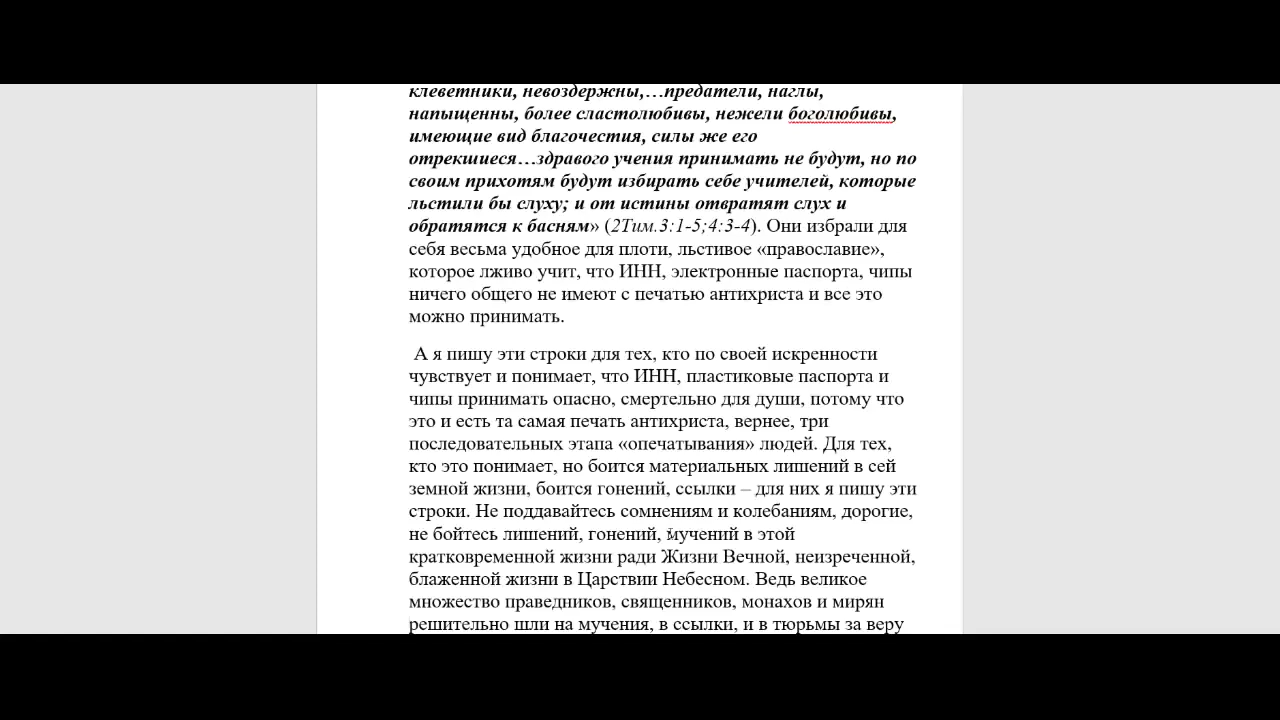 клеветники, невоздержны,…предатели, наглы,
напыщенны, более сластолюбивы, нежели боголюбивы,
имеющие вид благочестия, силы же его
отрекшиеся…здравого учения принимать не будут, но по
своим прихотям будут избирать себе учителей, которые
льстили бы слуху; и от истины отвратят слух и
обратятся к басням» (2Тим.3:1-5;4:3-4). Они избрали для
себя весьма удобное для плоти, льстивое «православие»,
которое лживо учит, что ИНН, электронные паспорта, чипы
ничего общего не имеют с печатью антихриста и все это
можно принимать.
А я пишу эти строки для тех, кто по своей искренности
чувствует и понимает, что ИНН, пластиковые паспорта и
чипы принимать опасно, смертельно для души, потому что
это и есть та самая печать антихриста, вернее, три
последовательных этапа «опечатывания» людей. Для тех,
кто это понимает, но боится материальных лишений в сей
земной жизни, боится гонений, ссылки – для них я пишу эти
строки. Не поддавайтесь сомнениям и колебаниям, дорогие,
не бойтесь лишений, гонений, мучений в этой
кратковременной жизни ради Жизни Вечной, неизреченной,
блаженной жизни в Царствии Небесном. Ведь великое
множество праведников, священников, монахов и мирян
решительно шли на мучения, в ссылки, и в тюрьмы за веру